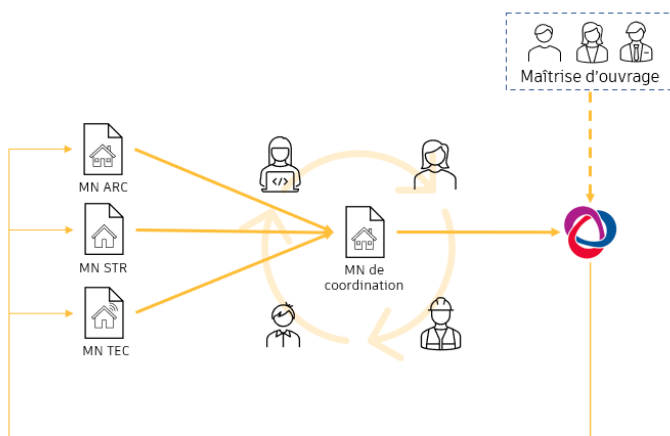 Maîtrise d'ouvrage
MN ARC
</>
MN STR
MN de
coordination
MN TEC